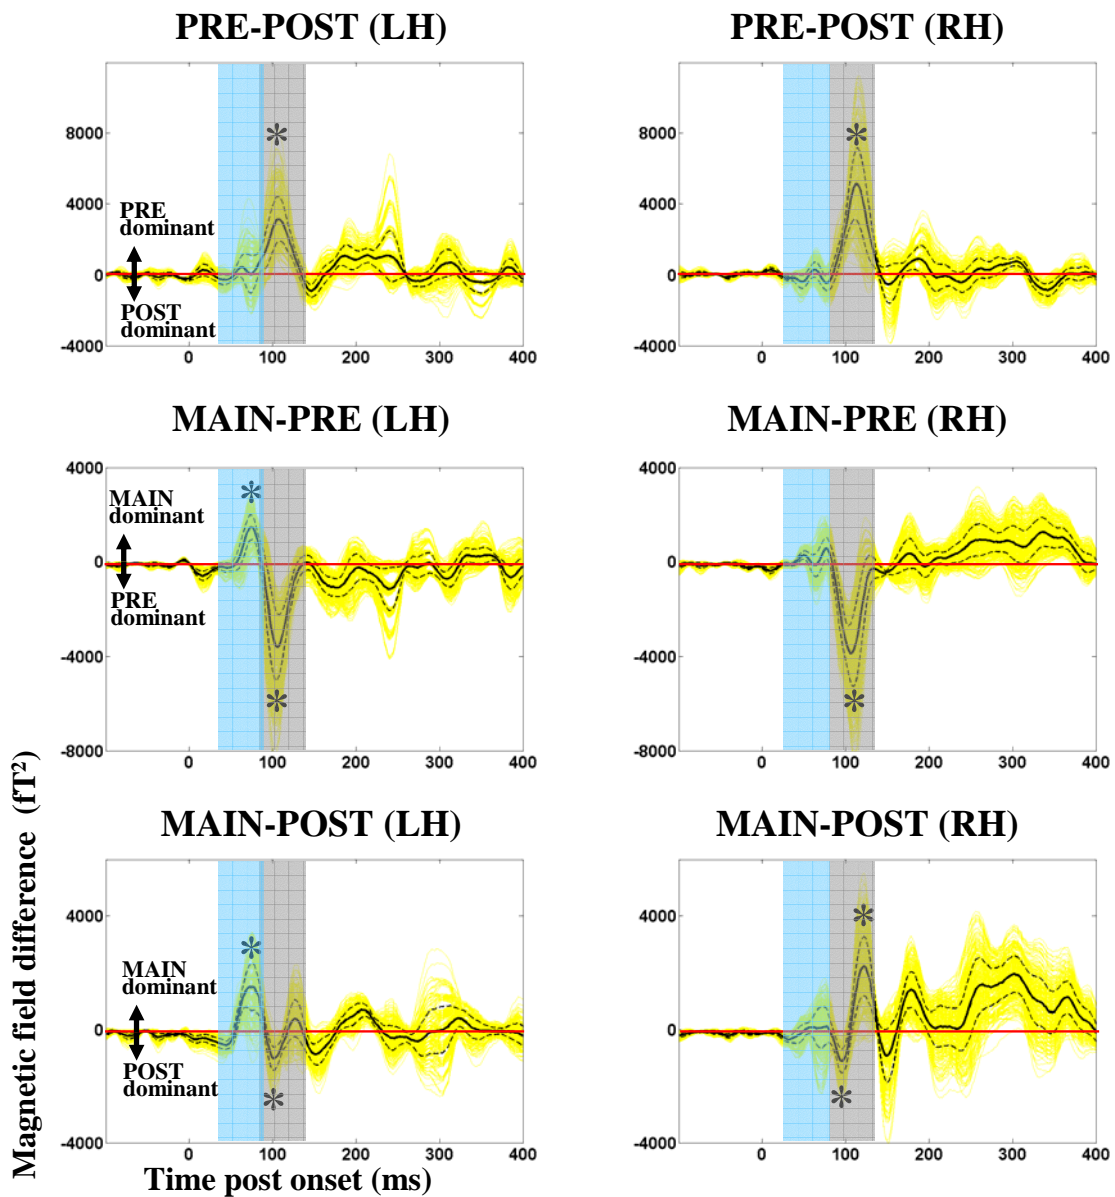 PRE-POST (LH)
PRE-POST (RH)
8000
4000
0
-4000
PRE
dominant
POST
dominant
*
0 100 200 300 400
8000
4000
0
-4000
*
0 100 200 300 400
MAIN-PRE (LH)
MAIN-PRE (RH)
4000
0
-4000
-8000
MAIN
dominant
PRE
dominant
*
*
0 100 200 300 400
4000
0
-4000
-8000
*
0 100 200 300 400
MAIN-POST (LH)
MAIN-POST (RH)
4000
0
-4000
MAIN
dominant
POST
dominant
*
*
0 100 200 300 400
4000
0
-4000
*
*
0 100 200 300 400
Magnetic field difference (fT²)
Time post onset (ms)